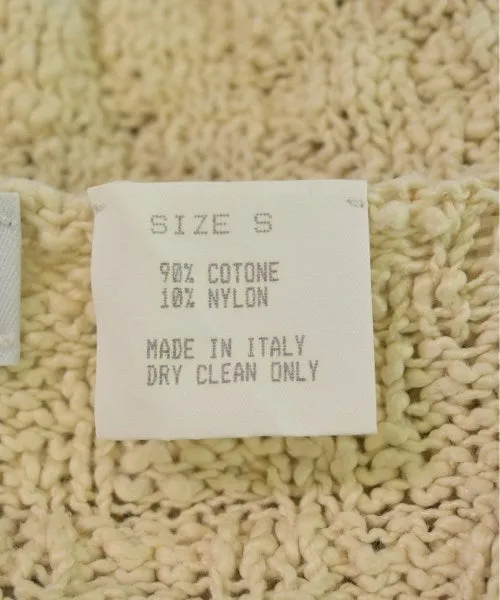 SIZE S
90% COTONE
10% NYLON
MADE IN ITALY
DRY CLEAN ONLY